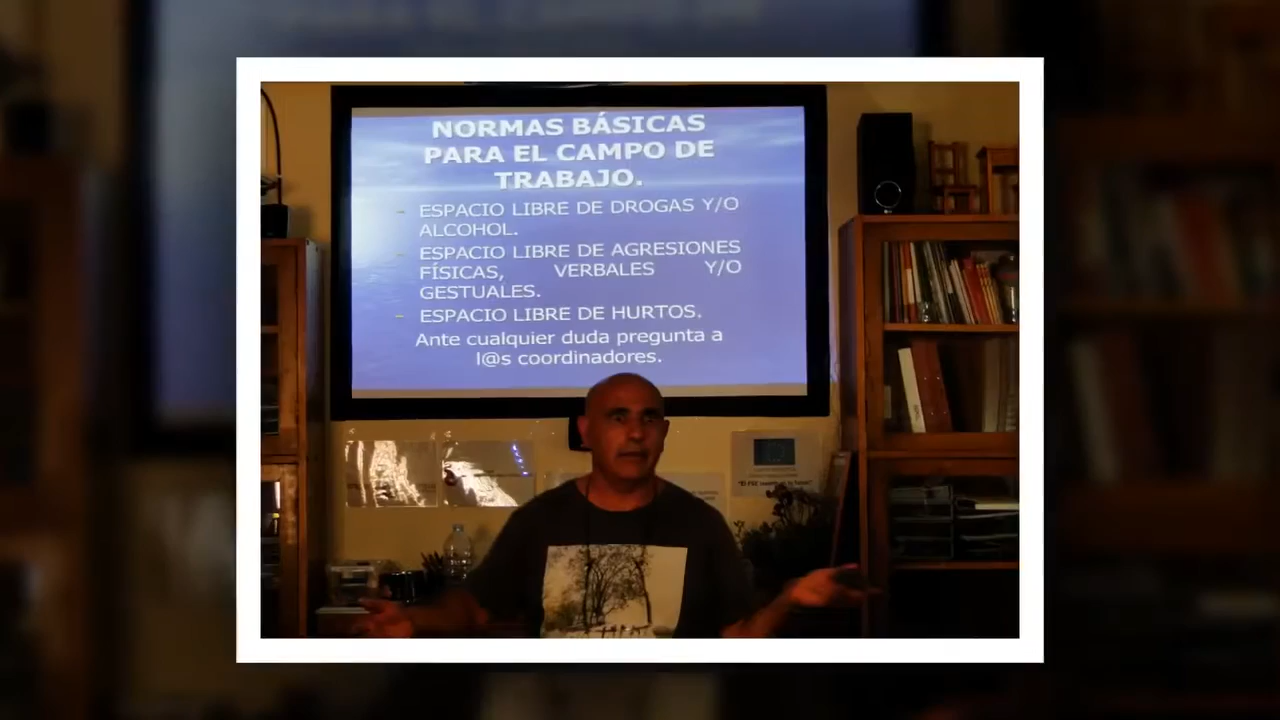 NORMAS BÁSICAS
PARA EL CAMPO DE
TRABAJO.
- ESPACIO LIBRE DE DROGAS Y/O
ALCOHOL.
- ESPACIO LIBRE DE AGRESIONES
FÍSICAS, VERBALES Y/O
GESTUALES.
- ESPACIO LIBRE DE HURTOS.
Ante cualquier duda pregunta a
l@s coordinadores.